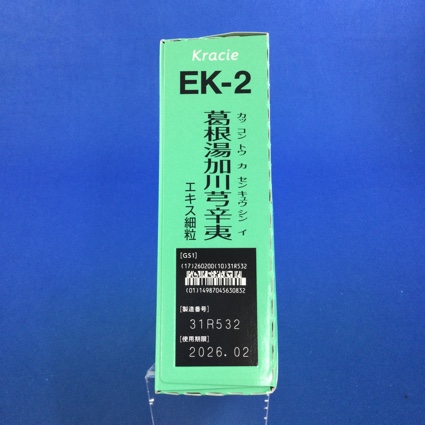 Kracie
EK-2
カッ コン トウ カ セン キュウ シン イ
葛根湯加川芎辛夷
エキス細粒
[GS1]
(17)260200(10)31R532
(01)14987045630832
[製造番号]
31R532
[使用期限]
2026.02